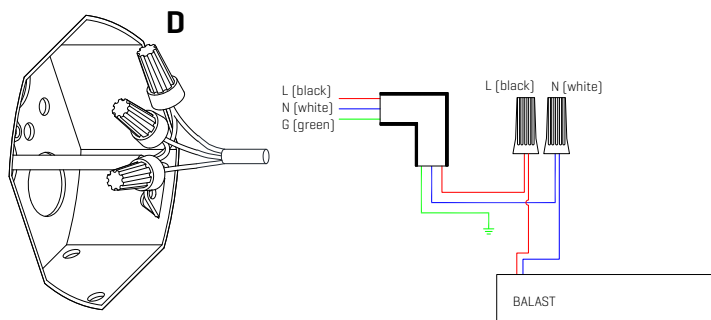 D
L (black)
N (white)
G (green)
L (black)
N (white)
BALAST